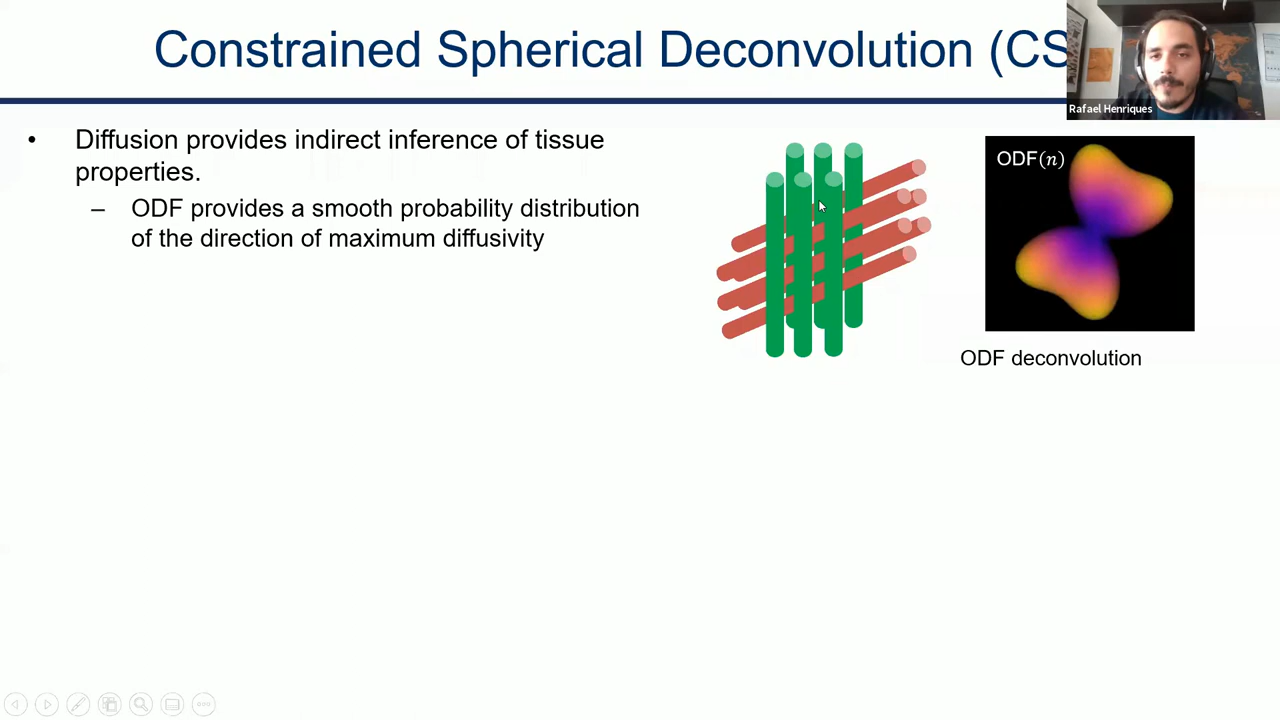 Constrained Spherical Deconvolution (CS
Rafael Henriques
• Diffusion provides indirect inference of tissue
properties.
– ODF provides a smooth probability distribution
of the direction of maximum diffusivity
ODF(n)
ODF deconvolution